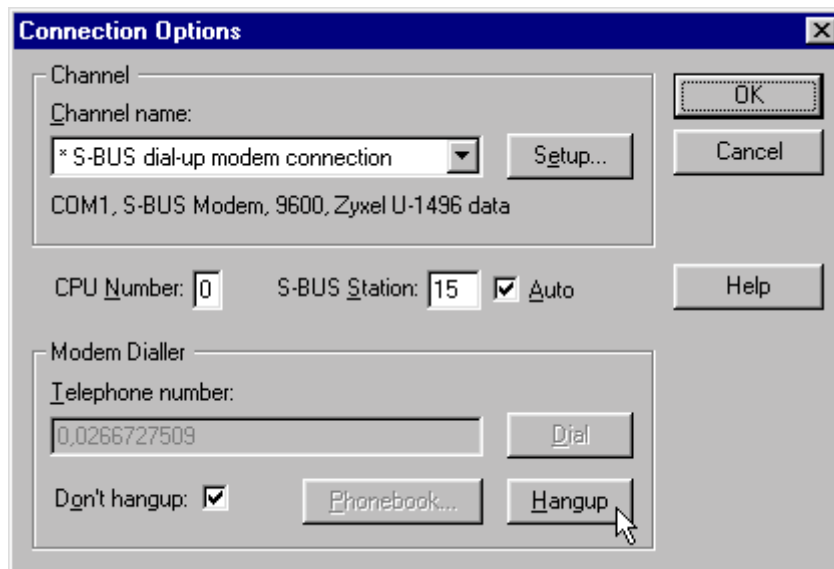 Connection Options
Channel
Channel name:
* S-BUS dial-up modem connection
Setup...
COM1, S-BUS Modem, 9600, Zyxel U-1496 data
OK
Cancel
CPU Number: 0 S-BUS Station: 15 Auto
Help
Modem Dialler
Telephone number:
0,0266727509
Dial
Don't hangup:
Phonebook...
Hangup